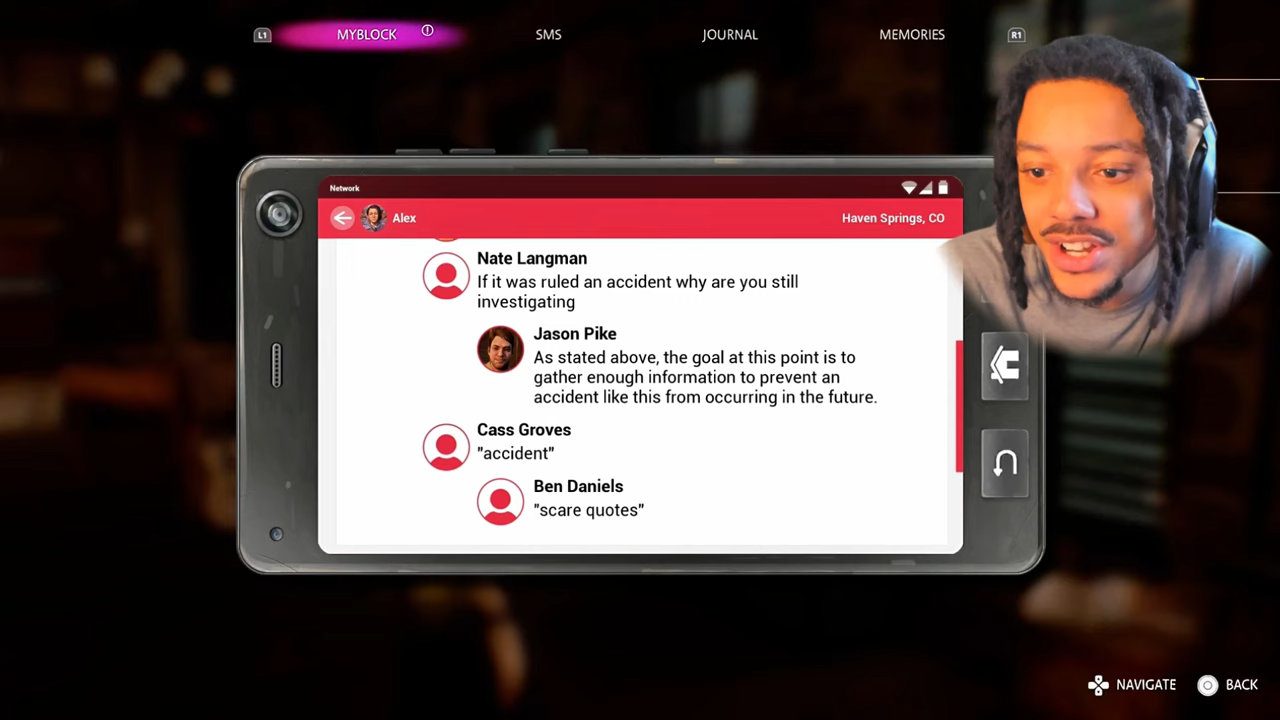 L1 MYBLOCK SMS JOURNAL MEMORIES R1
Network
Alex Haven Springs, CO
Nate Langman
If it was ruled an accident why are you still
investigating
Jason Pike
As stated above, the goal at this point is to
gather enough information to prevent an
accident like this from occurring in the future.
Cass Groves
"accident"
Ben Daniels
"scare quotes"
NAVIGATE BACK